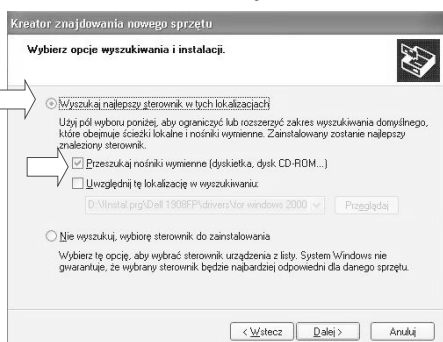 Kreator znajdowania nowego sprzętu
Wybierz opcje wyszukiwania i instalacji.
Wyszukaj najlepszy sterownik w tych lokalizacjach
Użyj pól wyboru poniżej, aby ograniczyć lub rozszerzyć zakres wyszukiwania domyślnego,
które obejmuje ścieżki lokalne i nośniki wymienne. Zainstalowany zostanie najlepszy
znaleziony sterownik.
Przeszukaj nośniki wymienne (dyskietka, dysk CD-ROM...)
Uwzględnij tę lokalizację w wyszukiwaniu:
D:\Instal.prg\Dell 1908FP\drivers\for windows 2000
Przeglądaj
Nie wyszukuj, wybiorę sterownik do zainstalowania
Wybierz tę opcję, aby wybrać sterownik urządzenia z listy. System Windows nie
gwarantuje, że wybrany sterownik będzie najbardziej odpowiedni dla danego sprzętu.
< Wstecz
Dalej >
Anuluj